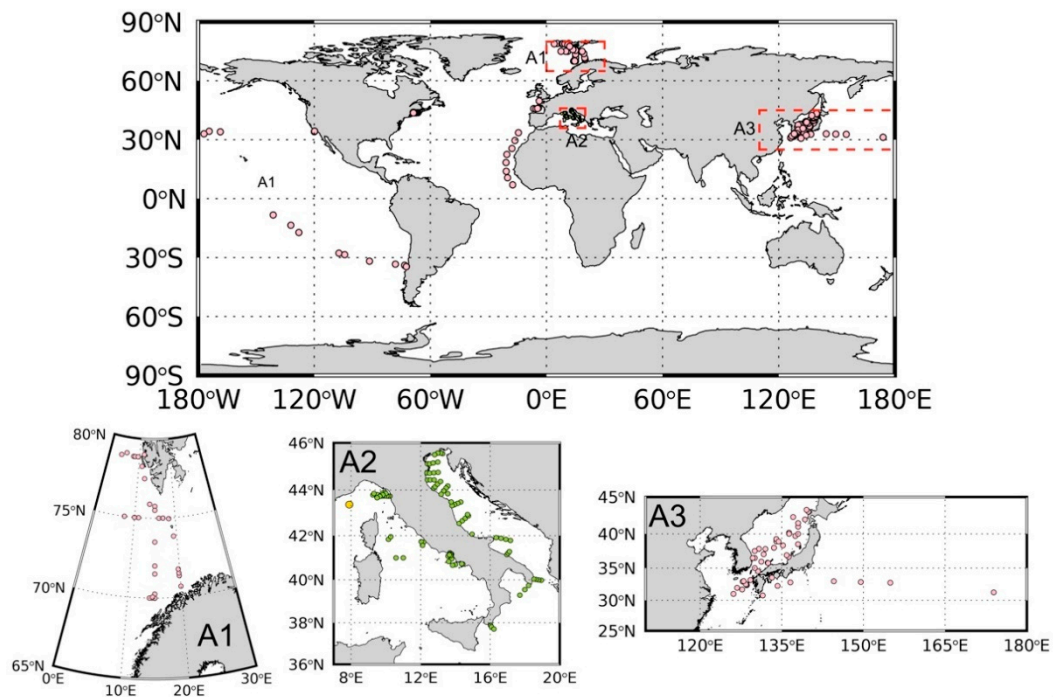 90°N
60°N
30°N
0°N
30°S
60°S
90°S
180°W 120°W 60°W 0°E 60°E 120°E 180°E
A1
A2
A3
A1
80°N
75°N
70°N
65°N
0°E 10°E 20°E 30°E
A1
46°N
44°N
42°N
40°N
38°N
36°N
8°E 12°E 16°E 20°E
A2
45°N
40°N
35°N
30°N
25°N
120°E 135°E 150°E 165°E 180°E
A3